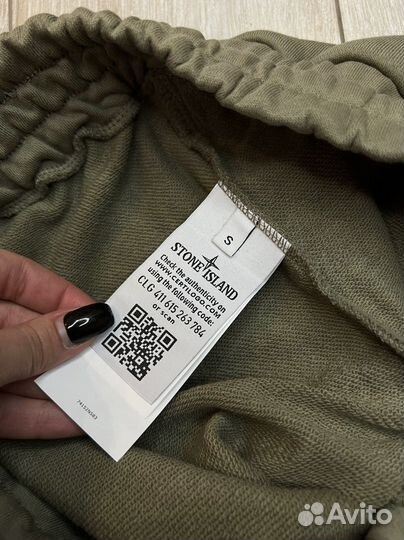 S
STONE ISLAND
Check the authenticity on
WWW.CERTILOGO.COM
using the following code:
CLG 411 615 263 784
or scan
Avito